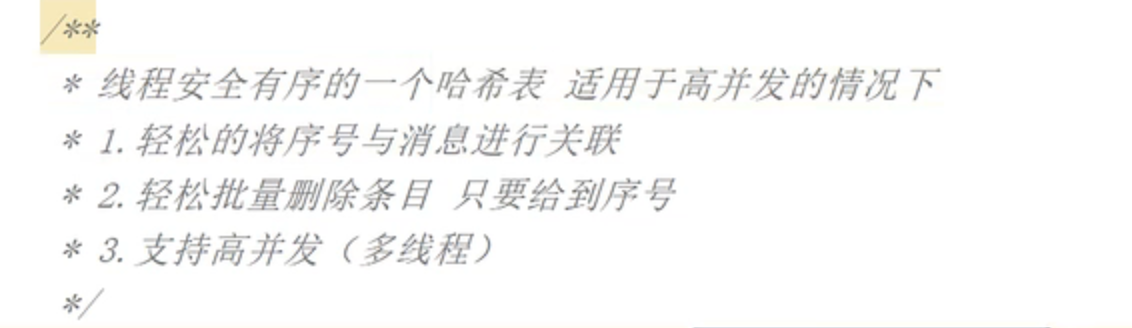 /**
* 线程安全有序的一个哈希表 适用于高并发的情况下
* 1.轻松的将序号与消息进行关联
* 2.轻松批量删除条目 只要给到序号
* 3.支持高并发（多线程）
*/